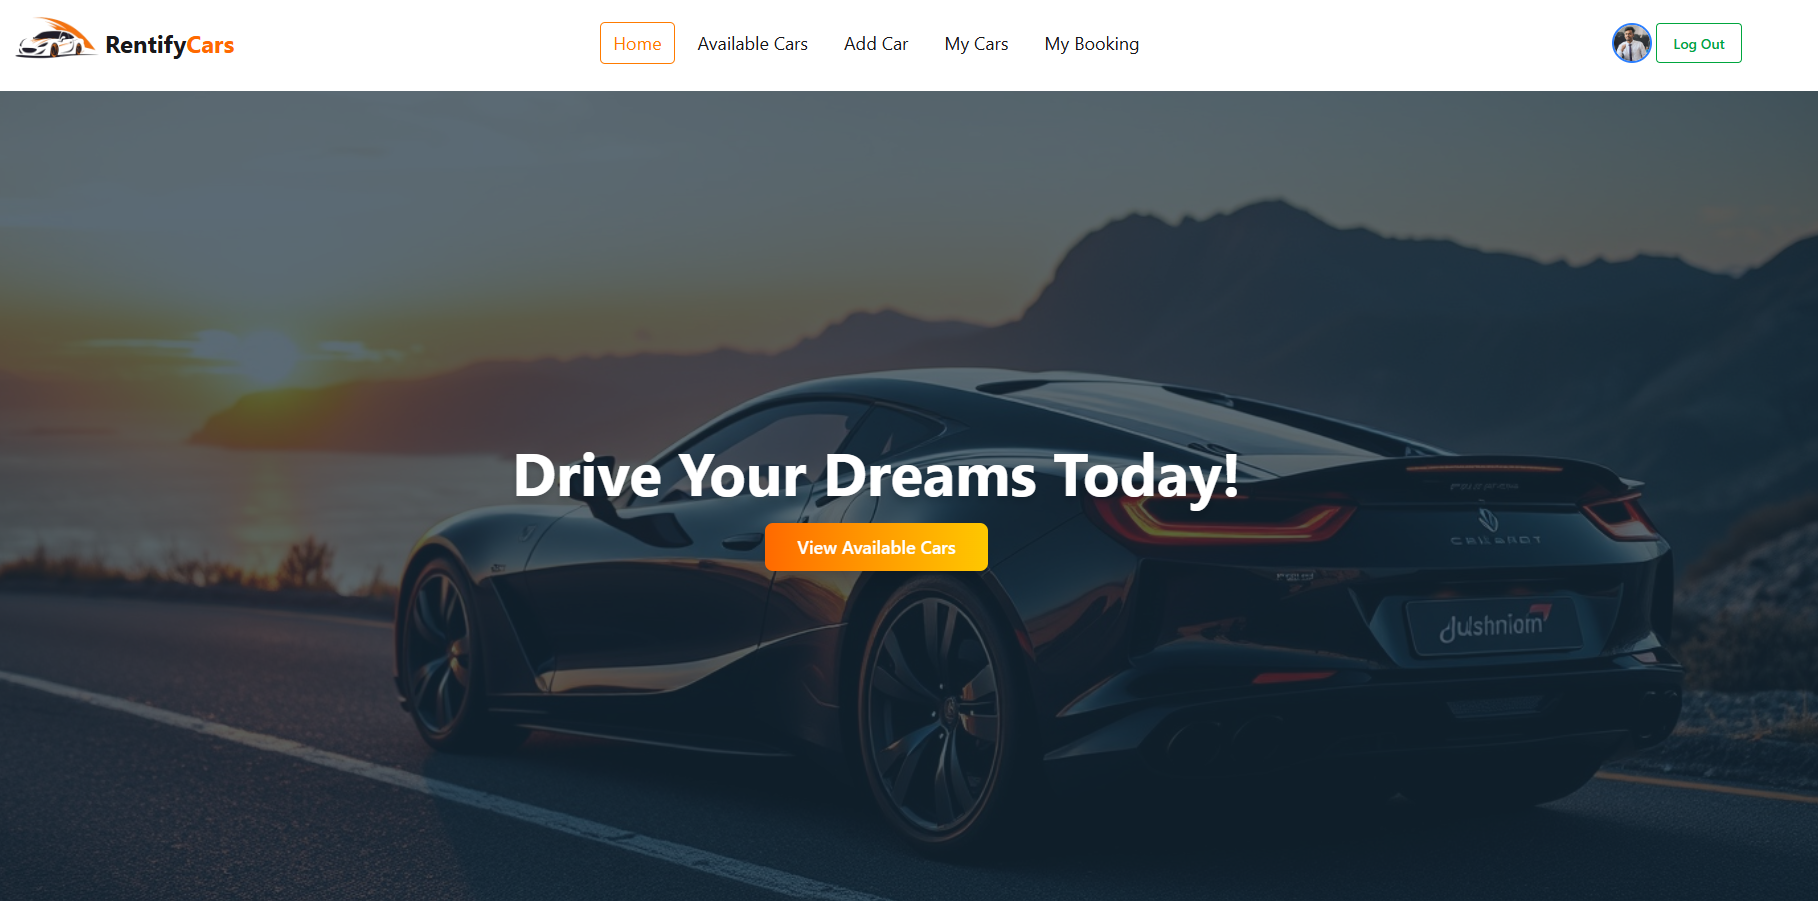 RentifyCars
Home
Available Cars
Add Car
My Cars
My Booking
Log Out
Drive Your Dreams Today!
View Available Cars